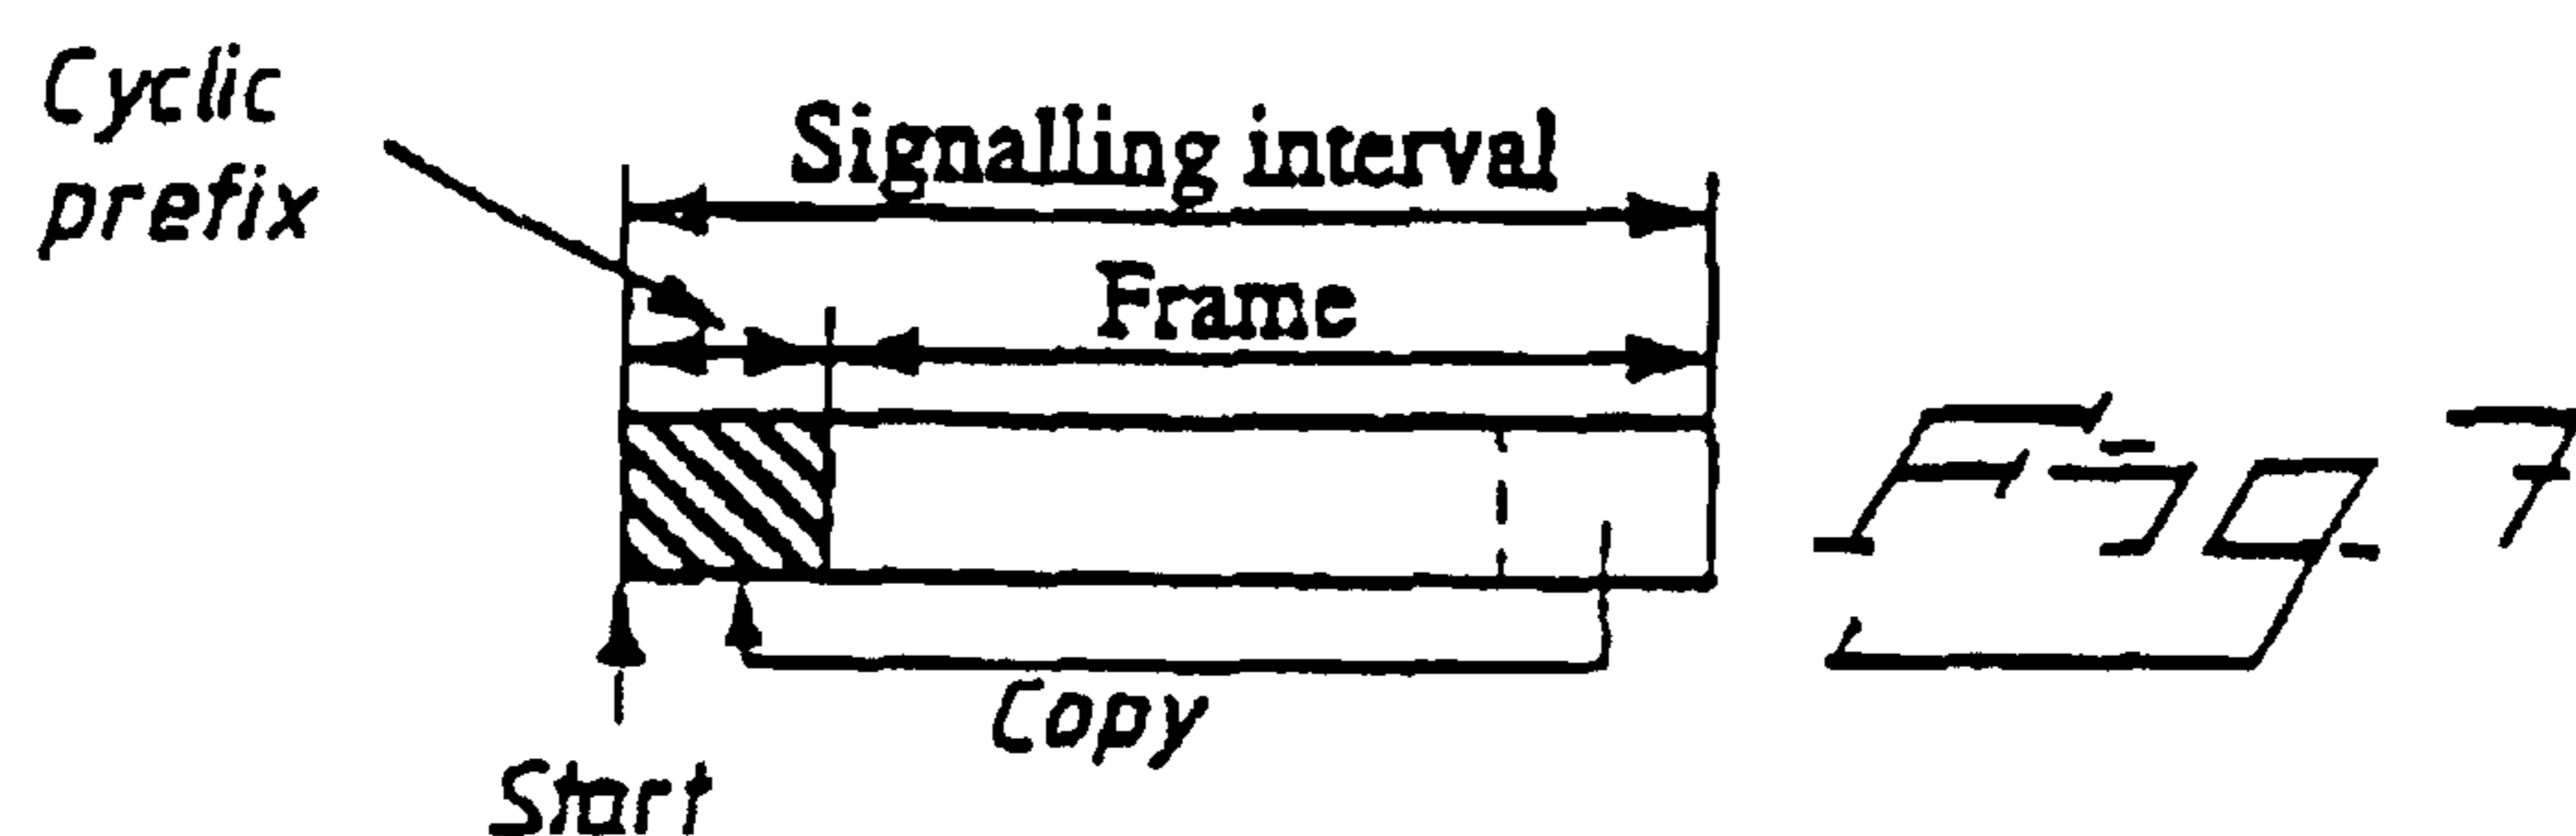 Cyclic
prefix
Signalling interval
Frame
Copy
Start
Fig. 7